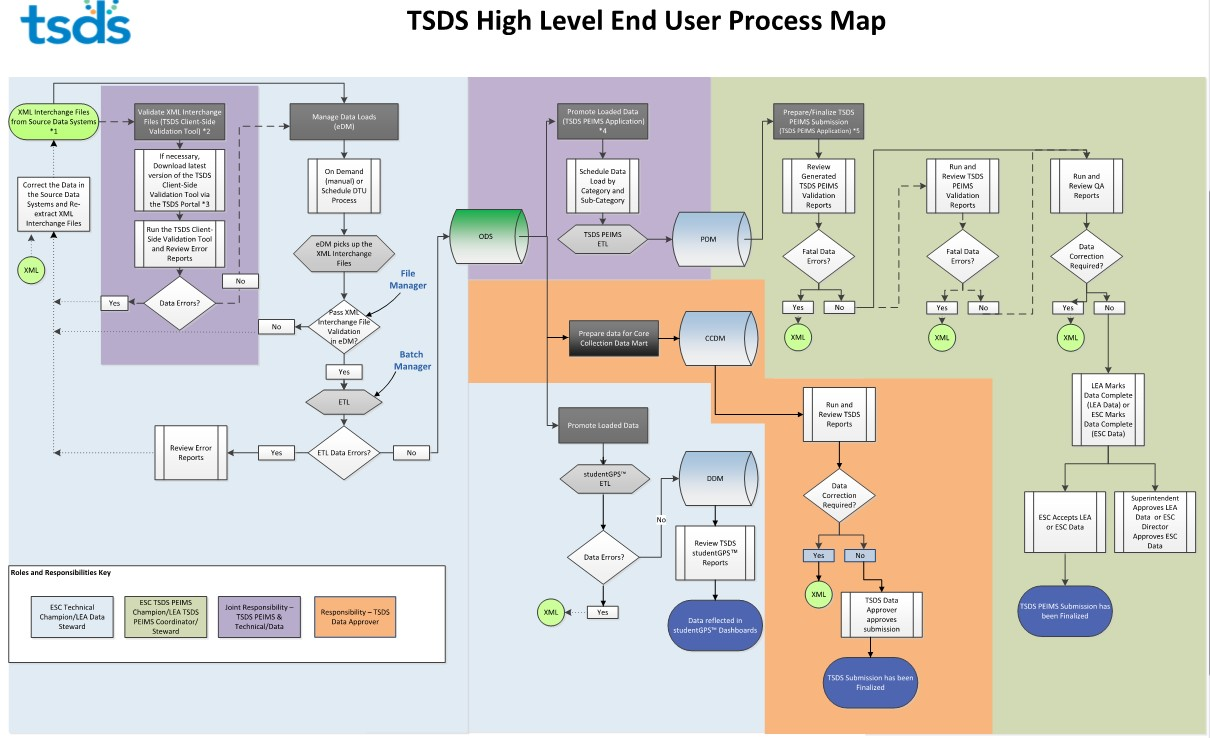 tsds
TSDS High Level End User Process Map
XML Interchange Files
from Source Data Systems
*1
Validate XML Interchange
Files (TSDS Client-Side
Validation Tool) *2
If necessary,
Download latest
version of the TSDS
Client-Side
Validation Tool via
the TSDS Portal *3
Run the TSDS Client-
Side Validation Tool
and Review Error
Reports
Data Errors?
Yes
No
Correct the Data in
the Source Data
Systems and Re-
extract XML
Interchange Files
XML
Manage Data Loads
(eDM)
On Demand
(manual) or
Schedule DTU
Process
eDM picks up the
XML Interchange
Files
File
Manager
Pass XML
Interchange File
Validation
in eDM?
No
Yes
Batch
Manager
ETL
ETL Data Errors?
Yes
No
Review Error
Reports
ODS
Promote Loaded Data
(TSDS PEIMS Application)
*4
Schedule Data
Load by
Category and
Sub-Category
TSDS PEIMS
ETL
PDM
Prepare data for Core
Collection Data Mart
CCDM
Promote Loaded Data
studentGPS™
ETL
Data Errors?
No
Yes
XML
DDM
Review TSDS
studentGPS™
Reports
Data reflected in
studentGPS™ Dashboards
Prepare/Finalize TSDS
PEIMS Submission
(TSDS PEIMS Application) *5
Review
Generated TSDS
PEIMS
Validation
Reports
Fatal Data
Errors?
Yes
No
XML
Run and
Review TSDS
PEIMS
Validation
Reports
Fatal Data
Errors?
Yes
No
XML
Run and
Review QA
Reports
Data
Correction
Required?
Yes
No
XML
LEA Marks
Data Complete
(LEA Data) or
ESC Marks
Data Complete
(ESC Data)
ESC Accepts LEA
or ESC Data
Superintendent
Approves LEA
Data or ESC
Director
Approves ESC
Data
TSDS PEIMS Submission has
been Finalized
Run and
Review TSDS
Reports
Data
Correction
Required?
Yes
No
XML
TSDS Data
Approver
approves
submission
TSDS Submission has been
Finalized
Roles and Responsibilities Key
ESC Technical
Champion/LEA Data
Steward
ESC TSDS PEIMS
Champion/LEA TSDS
PEIMS Coordinator/
Steward
Joint Responsibility –
TSDS PEIMS &
Technical/Data
Responsibility – TSDS
Data Approver